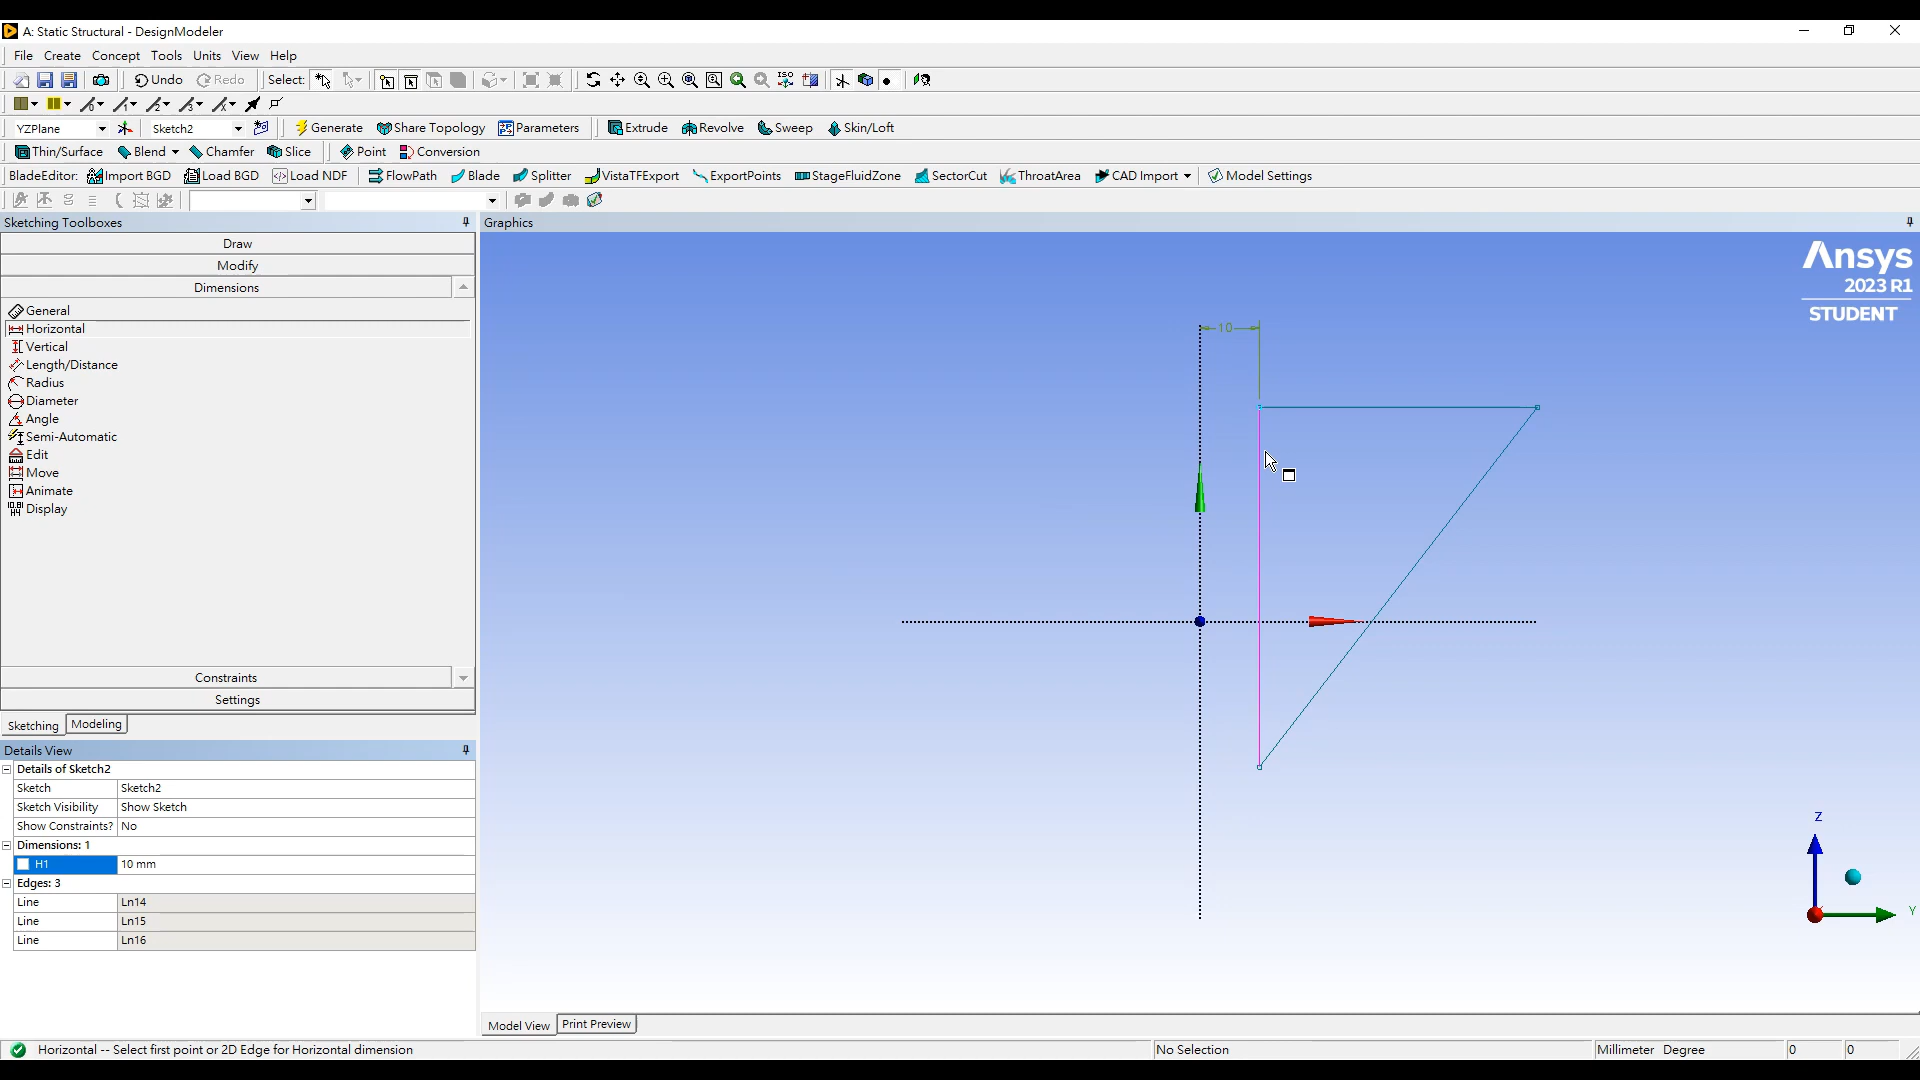 A: Static Structural - DesignModeler
File Create Concept Tools Units View Help
Undo Redo Select:
ISO
YZPlane Sketch2 Generate Share Topology Parameters Extrude Revolve Sweep Skin/Loft
Thin/Surface Blend Chamfer Slice Point Conversion
BladeEditor: Import BGD Load BGD Load NDF FlowPath Blade Splitter VistaTFExport ExportPoints StageFluidZone SectorCut ThroatArea CAD Import Model Settings
Sketching Toolboxes
Draw
Modify
Dimensions
General
Horizontal
Vertical
Length/Distance
Radius
Diameter
Angle
Semi-Automatic
Edit
Move
Animate
Display
Constraints
Settings
Sketching Modeling
Details View
Details of Sketch2
Sketch Sketch2
Sketch Visibility Show Sketch
Show Constraints? No
Dimensions: 1
H1 10 mm
Edges: 3
Line Ln14
Line Ln15
Line Ln16
Graphics
Ansys
2023 R1
STUDENT
10
Z
Y
Model View Print Preview
Horizontal -- Select first point or 2D Edge for Horizontal dimension No Selection Millimeter Degree 0 0